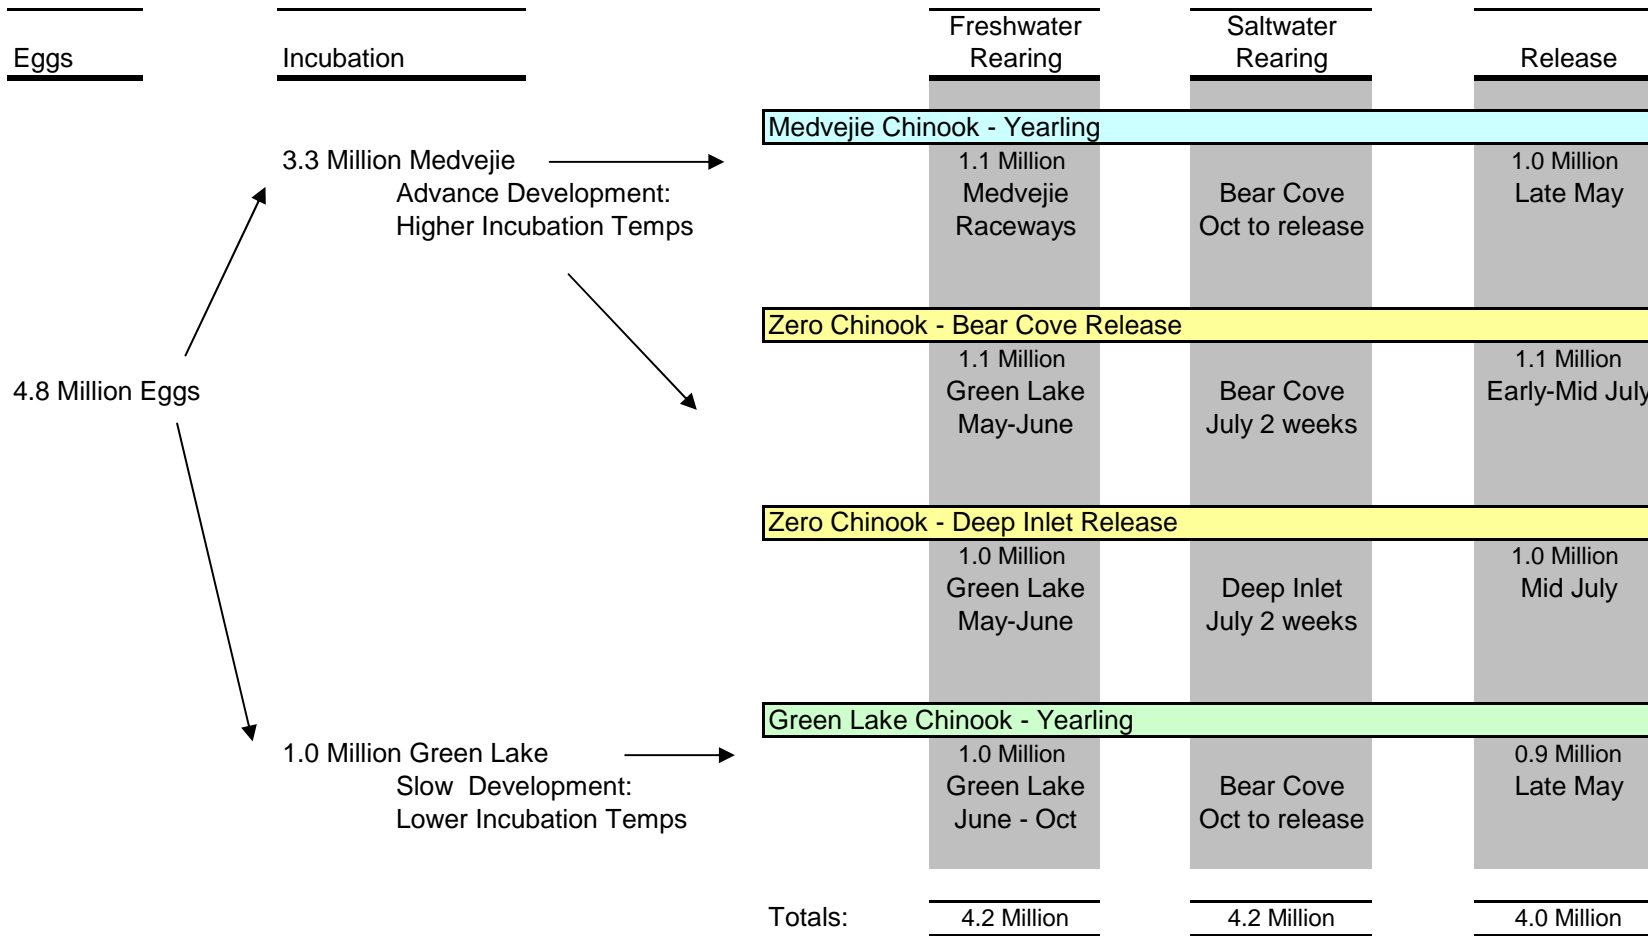 Eggs
Incubation
Freshwater
Rearing
Saltwater
Rearing
Release
4.8 Million Eggs
3.3 Million Medvejie
Advance Development:
Higher Incubation Temps
1.0 Million Green Lake
Slow Development:
Lower Incubation Temps
Medvejie Chinook - Yearling
1.1 Million
Medvejie
Raceways
Bear Cove
Oct to release
1.0 Million
Late May
Zero Chinook - Bear Cove Release
1.1 Million
Green Lake
May-June
Bear Cove
July 2 weeks
1.1 Million
Early-Mid July
Zero Chinook - Deep Inlet Release
1.0 Million
Green Lake
May-June
Deep Inlet
July 2 weeks
1.0 Million
Mid July
Green Lake Chinook - Yearling
1.0 Million
Green Lake
June - Oct
Bear Cove
Oct to release
0.9 Million
Late May
Totals:
4.2 Million
4.2 Million
4.0 Million